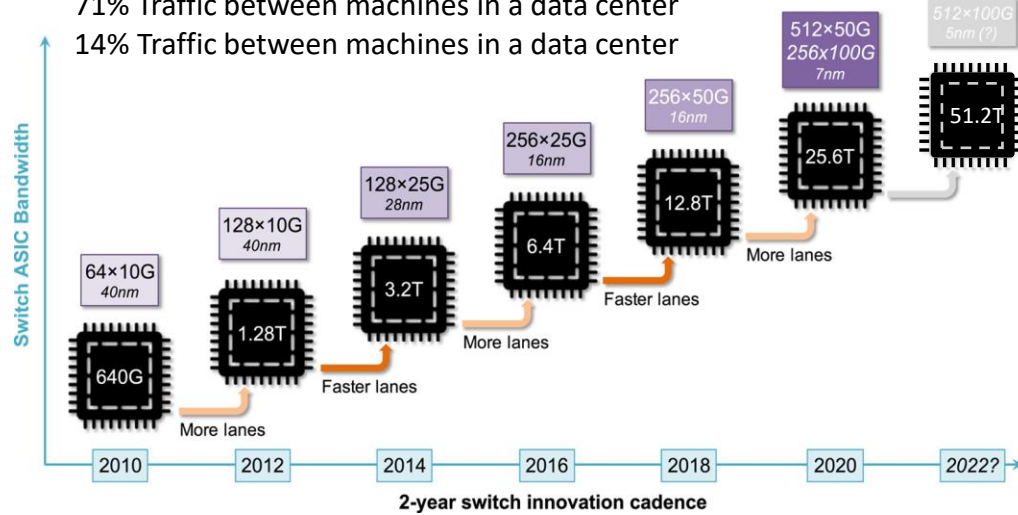 71% Traffic between machines in a data center
14% Traffic between machines in a data center
Switch ASIC Bandwidth
64×10G
40nm
640G
More lanes
128×10G
40nm
1.28T
Faster lanes
128×25G
28nm
3.2T
More lanes
256×25G
16nm
6.4T
Faster lanes
256×50G
16nm
12.8T
More lanes
512×50G
256x100G
7nm
25.6T
512×100G
5nm (?)
51.2T
2010
2012
2014
2016
2018
2020
2022?
2-year switch innovation cadence